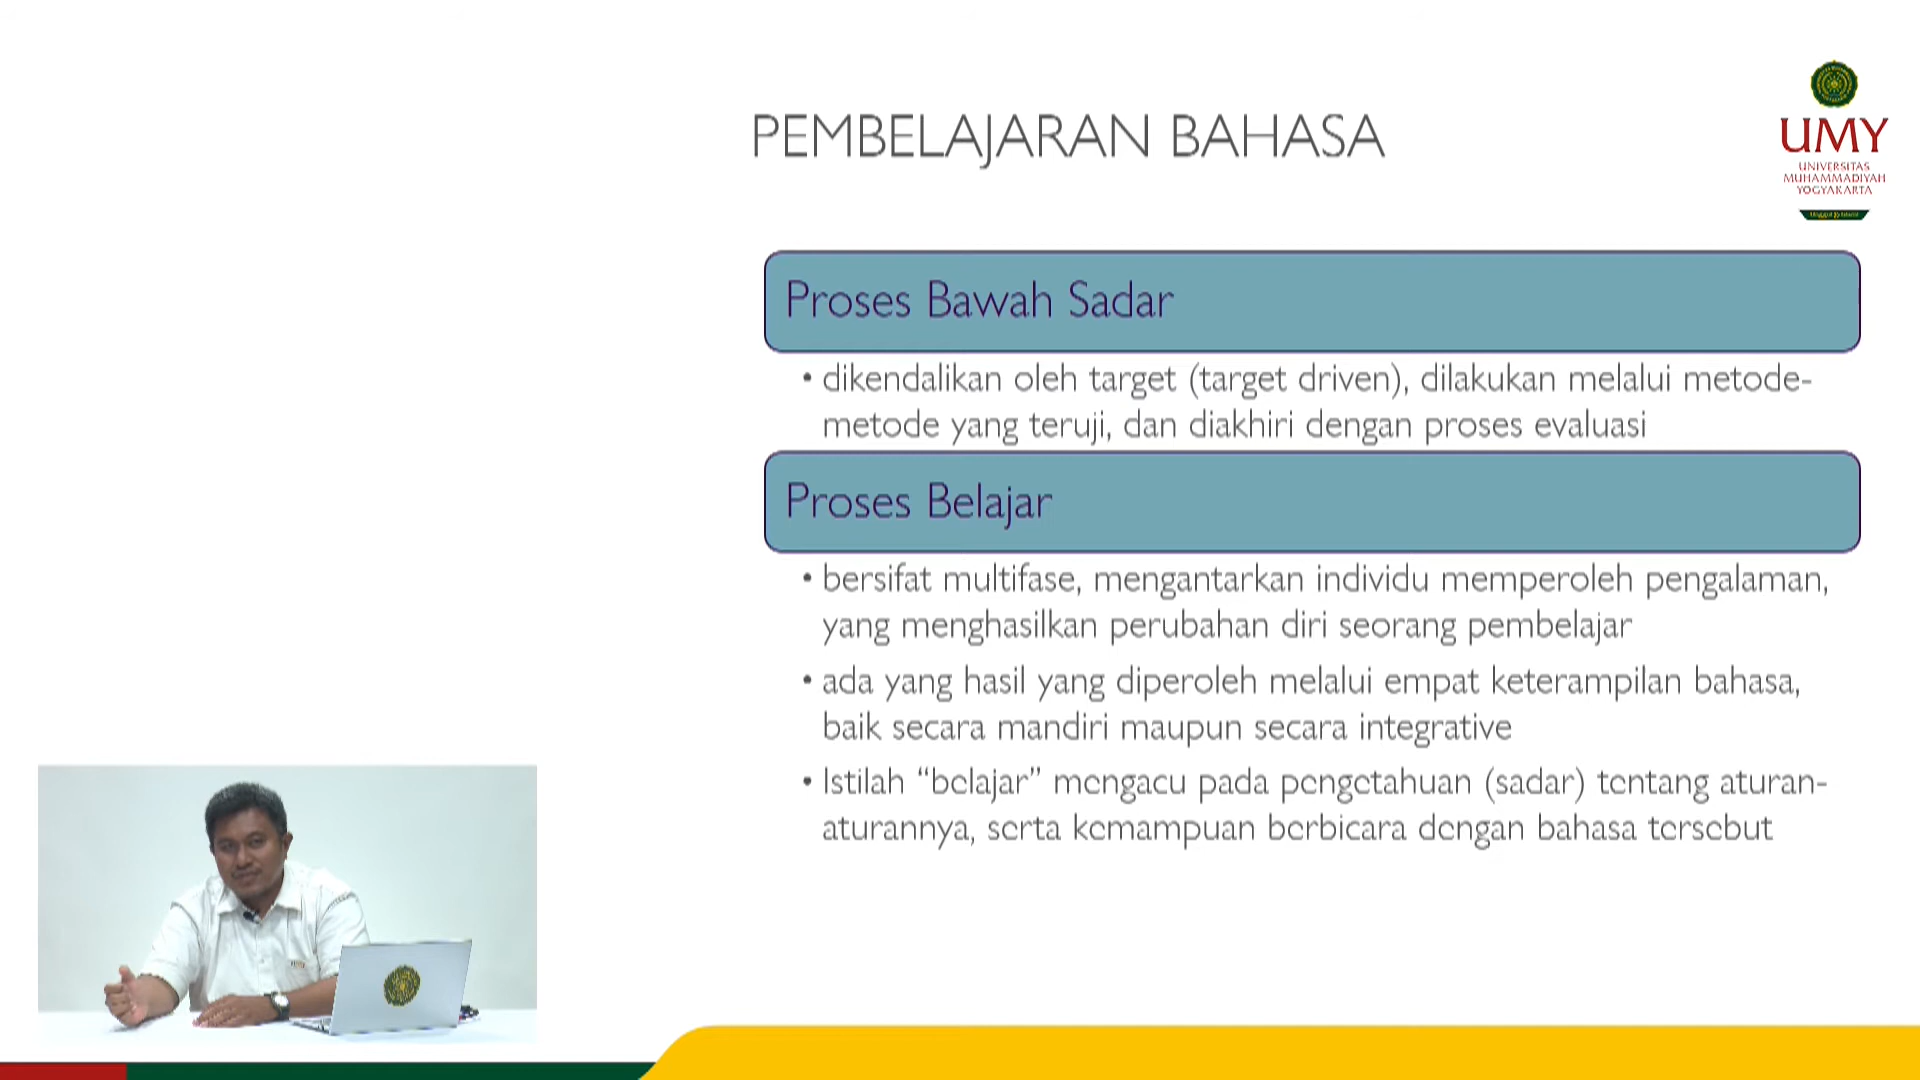 PEMBELAJARAN BAHASA
UMY
UNIVERSITAS
MUHAMMADIYAH
YOGYAKARTA
Proses Bawah Sadar
• dikendalikan oleh target (target driven), dilakukan melalui metode-
metode yang teruji, dan diakhiri dengan proses evaluasi
Proses Belajar
• bersifat multifase, mengantarkan individu memperoleh pengalaman,
yang menghasilkan perubahan diri seorang pembelajar
• ada yang hasil yang diperoleh melalui empat keterampilan bahasa,
baik secara mandiri maupun secara integrative
• Istilah “belajar” mengacu pada pengetahuan (sadar) tentang aturan-
aturannya, serta kemampuan berbicara dengan bahasa tersebut